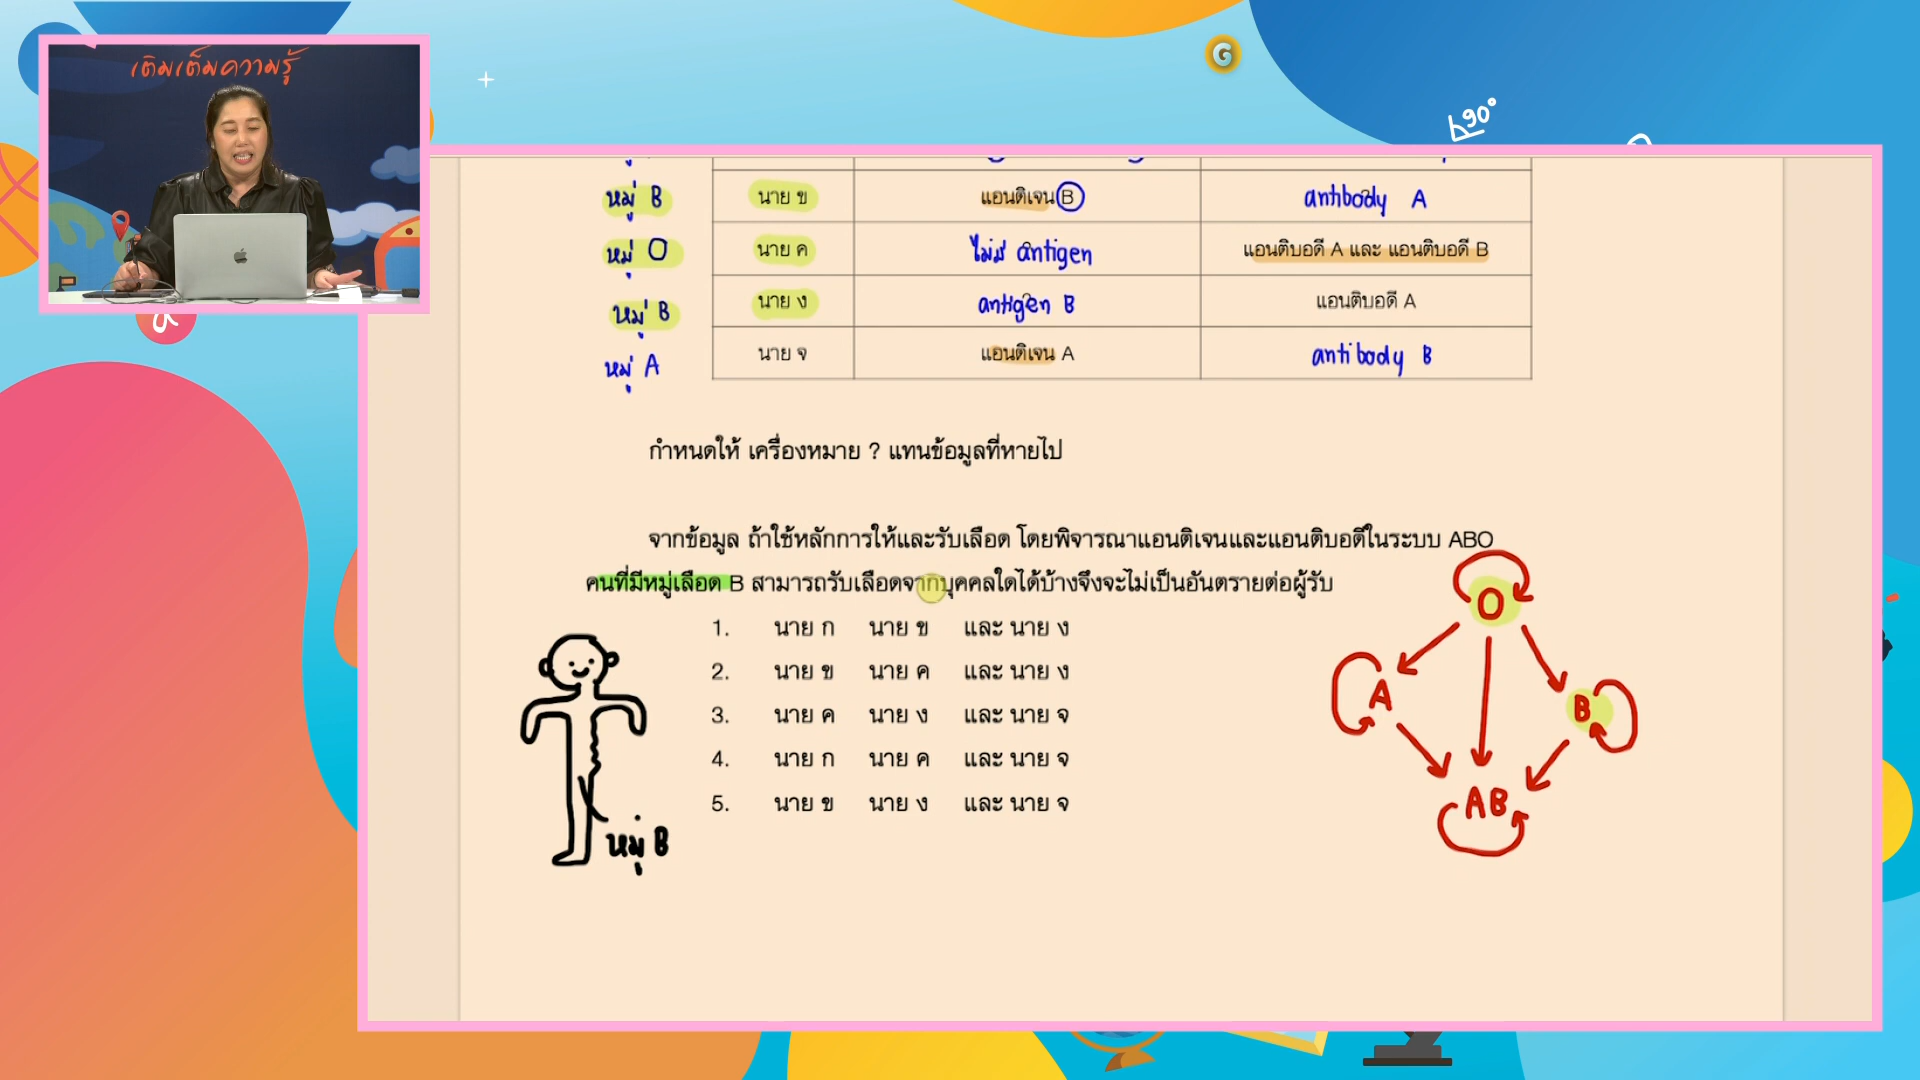 เติมเต็มความรู้
G
90°
หมู่ B นาย ข แอนติเจน B antibody A
หมู่ O นาย ค ไม่มี antigen แอนติบอดี A และ แอนติบอดี B
หมู่ B นาย ง antigen B แอนติบอดี A
หมู่ A นาย จ แอนติเจน A antibody B
กำหนดให้ เครื่องหมาย ? แทนข้อมูลที่หายไป
จากข้อมูล ถ้าใช้หลักการให้และรับเลือด โดยพิจารณาแอนติเจนและแอนติบอดีในระบบ ABO
คนที่มีหมู่เลือด B สามารถรับเลือดจากบุคคลใดได้บ้างจึงจะไม่เป็นอันตรายต่อผู้รับ
1. นาย ก นาย ข และ นาย ง
2. นาย ข นาย ค และ นาย ง
3. นาย ค นาย ง และ นาย จ
4. นาย ก นาย ค และ นาย จ
5. นาย ข นาย ง และ นาย จ
หมู่ B
O
A
B
AB